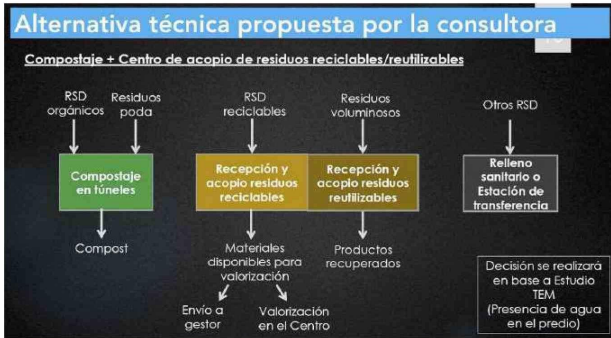 Alternativa técnica propuesta por la consultora
Compostaje + Centro de acopio de residuos reciclables/reutilizables
RSD
orgánicos
Residuos
poda
RSD
reciclables
Residuos
voluminosos
Otros RSD
Compostaje
en túneles
Recepción y
acopio residuos
reciclables
Recepción y
acopio residuos
reutilizables
Relleno
sanitario o
Estación de
transferencia
Compost
Materiales
disponibles para
valorización
Productos
recuperados
Envío a
gestor
Valorización
en el Centro
Decisión se realizará
en base a Estudio
TEM
(Presencia de agua
en el predio)